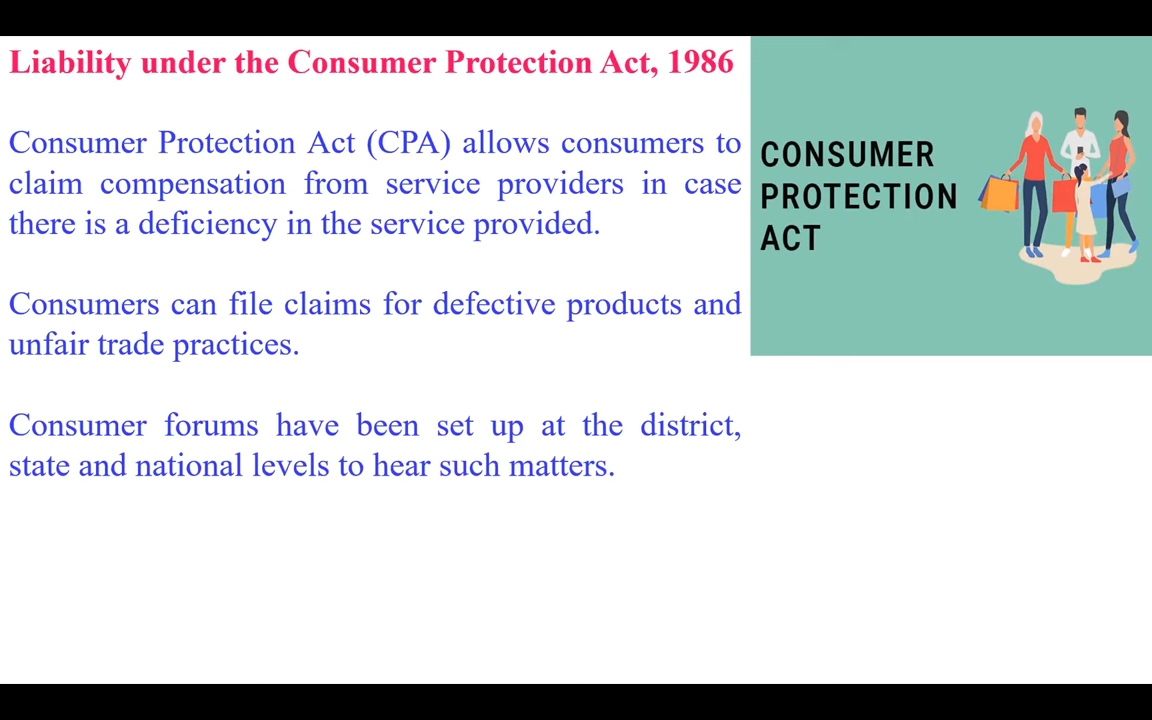 Liability under the Consumer Protection Act, 1986
Consumer Protection Act (CPA) allows consumers to
claim compensation from service providers in case
there is a deficiency in the service provided.
Consumers can file claims for defective products and
unfair trade practices.
Consumer forums have been set up at the district,
state and national levels to hear such matters.
CONSUMER
PROTECTION
ACT